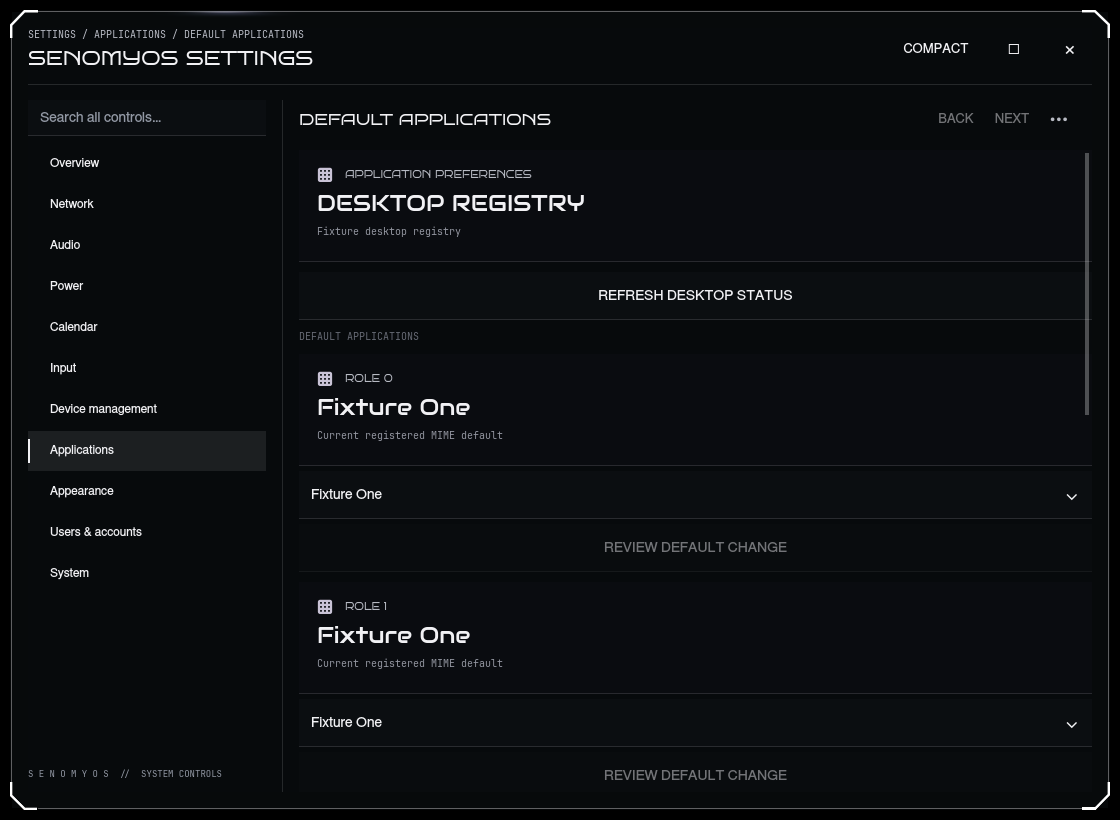 SETTINGS / APPLICATIONS / DEFAULT APPLICATIONS
SENOMYOS SETTINGS
COMPACT
Search all controls...
Overview
Network
Audio
Power
Calendar
Input
Device management
Applications
Appearance
Users & accounts
System
SENOMYOS // SYSTEM CONTROLS
DEFAULT APPLICATIONS
BACK NEXT
APPLICATION PREFERENCES
DESKTOP REGISTRY
Fixture desktop registry
REFRESH DESKTOP STATUS
DEFAULT APPLICATIONS
ROLE 0
Fixture One
Current registered MIME default
Fixture One
REVIEW DEFAULT CHANGE
ROLE 1
Fixture One
Current registered MIME default
Fixture One
REVIEW DEFAULT CHANGE